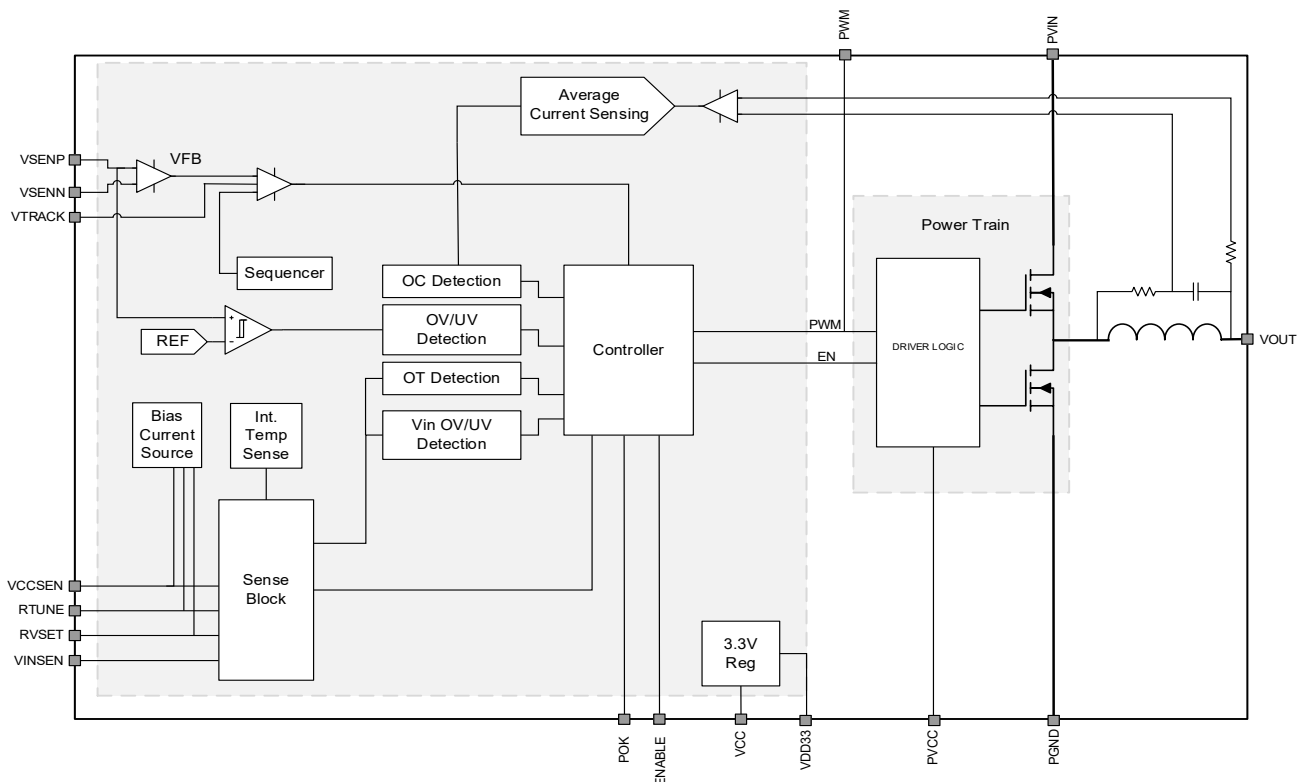 PWM
PVIN
Average
Current Sensing
VSENP
VFB
VSENN
VTRACK
Power Train
Sequencer
OC Detection
OV/UV
Detection
REF
+
-
Controller
PWM
EN
DRIVER LOGIC
VOUT
OT Detection
Vin OV/UV
Detection
Bias
Current
Source
Int.
Temp
Sense
VCCSEN
RTUNE
RVSET
VINSEN
Sense
Block
3.3V
Reg
POK
ENABLE
VCC
VDD33
PVCC
PGND